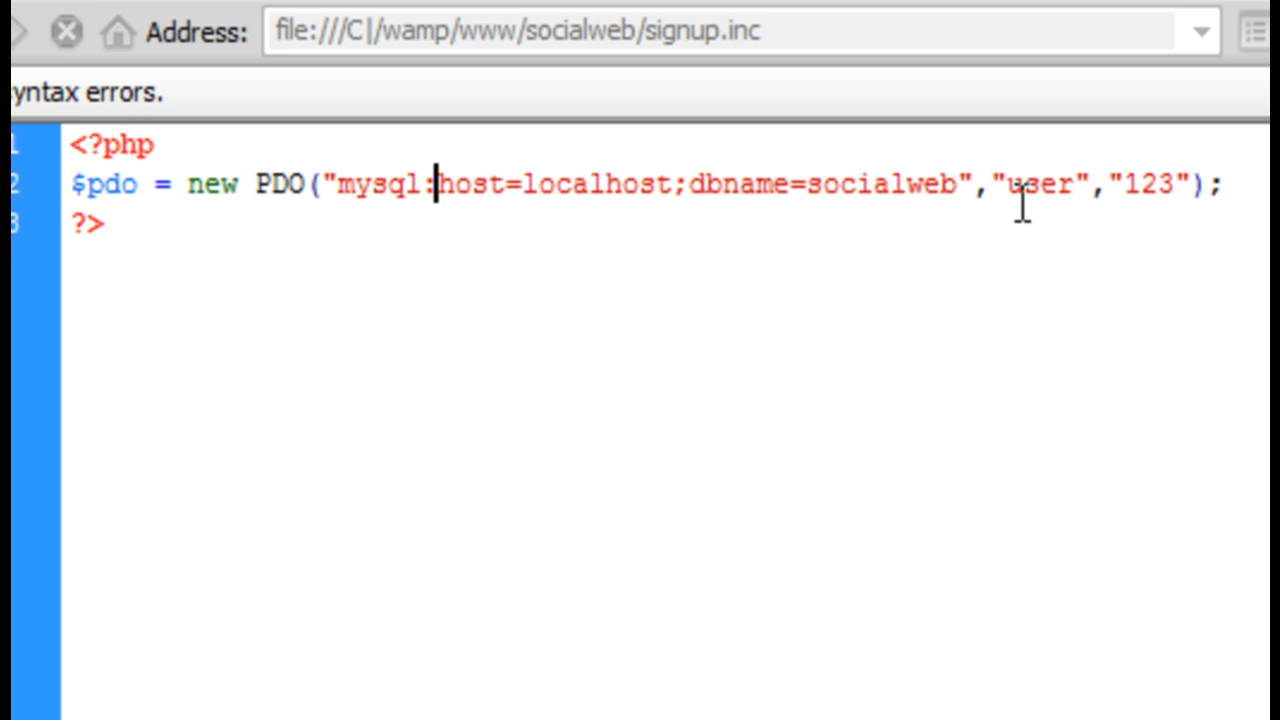 Address: file:///C|/wamp/www/socialweb/signup.inc
syntax errors.
1 <?php
2 $pdo = new PDO("mysql:host=localhost;dbname=socialweb","user","123");
3 ?>